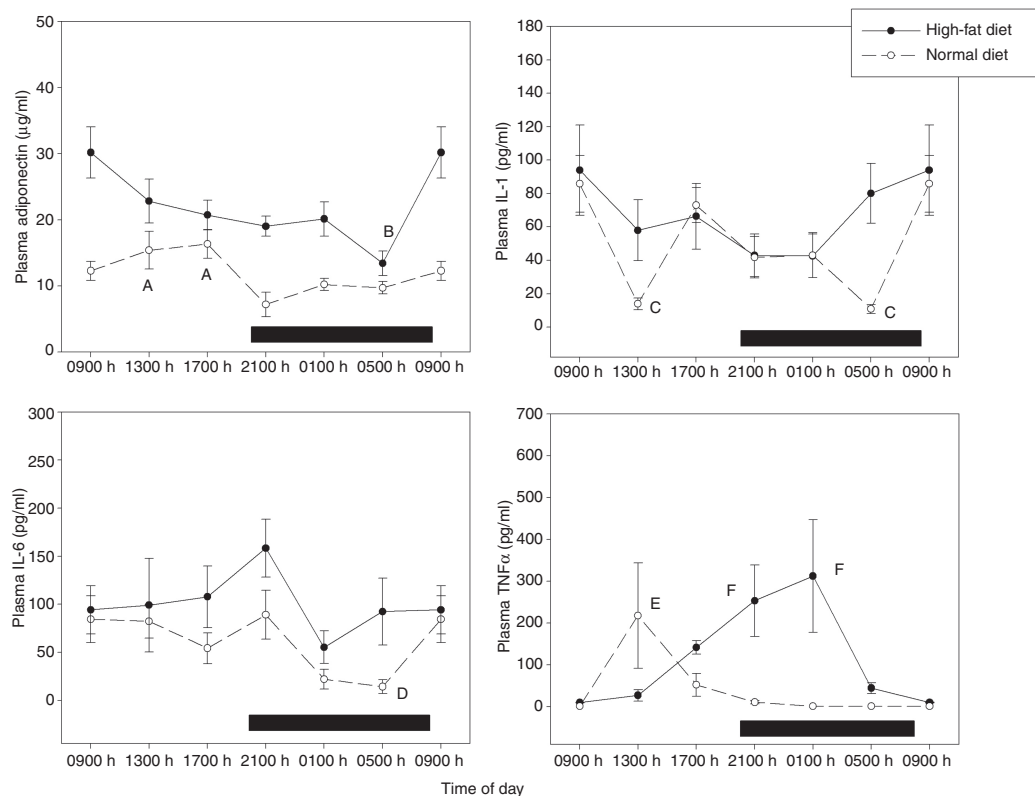 High-fat diet
Normal diet
Plasma adiponectin (μg/ml)
50
40
30
20
10
0
A
A
B
0900 h 1300 h 1700 h 2100 h 0100 h 0500 h 0900 h
Plasma IL-1 (pg/ml)
180
160
140
120
100
80
60
40
20
0
C
C
0900 h 1300 h 1700 h 2100 h 0100 h 0500 h 0900 h
Plasma IL-6 (pg/ml)
300
250
200
150
100
50
0
D
0900 h 1300 h 1700 h 2100 h 0100 h 0500 h 0900 h
Plasma TNFα (pg/ml)
700
600
500
400
300
200
100
0
E
F
F
0900 h 1300 h 1700 h 2100 h 0100 h 0500 h 0900 h
Time of day